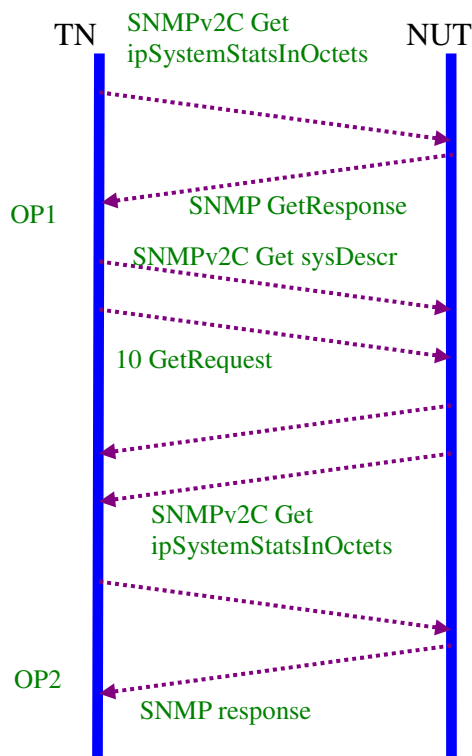 TN
SNMPv2C Get
ipSystemStatsInOctets
NUT
OP1
SNMP GetResponse
SNMPv2C Get sysDescr
10 GetRequest
SNMPv2C Get
ipSystemStatsInOctets
OP2
SNMP response